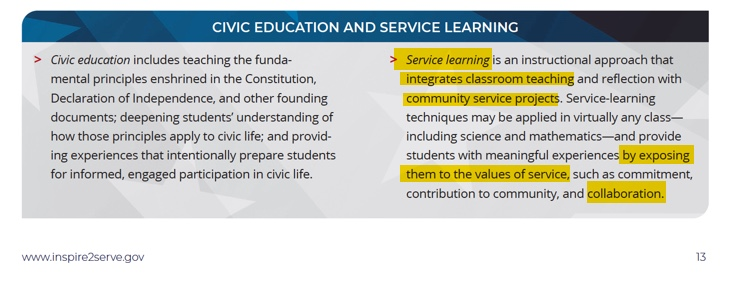 CIVIC EDUCATION AND SERVICE LEARNING
> Civic education includes teaching the funda-
mental principles enshrined in the Constitution,
Declaration of Independence, and other founding
documents; deepening students' understanding of
how those principles apply to civic life; and provid-
ing experiences that intentionally prepare students
for informed, engaged participation in civic life.
> Service learning is an instructional approach that
integrates classroom teaching and reflection with
community service projects. Service-learning
techniques may be applied in virtually any class—
including science and mathematics—and provide
students with meaningful experiences by exposing
them to the values of service, such as commitment,
contribution to community, and collaboration.
www.inspire2serve.gov
13